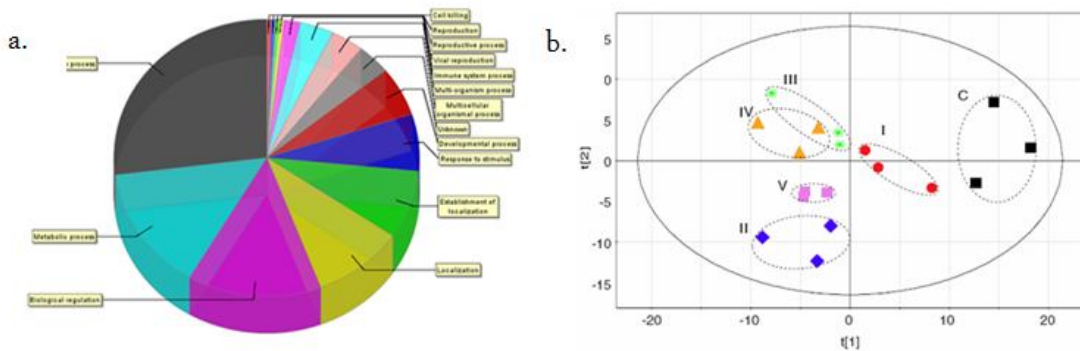 a.
Cell killing
Reproduction
Reproductive process
Viral reproduction
Immune system process
Multi-organism process
Multicellular
organismal process
Unknown
Developmental process
Response to stimulus
Establishment of
localization
Localization
Biological regulation
Metabolic process
process
b.
t[2]
5
0
5
0
-5
-10
-15
III
IV
I
C
V
II
-20
-10
0
10
20
t[1]